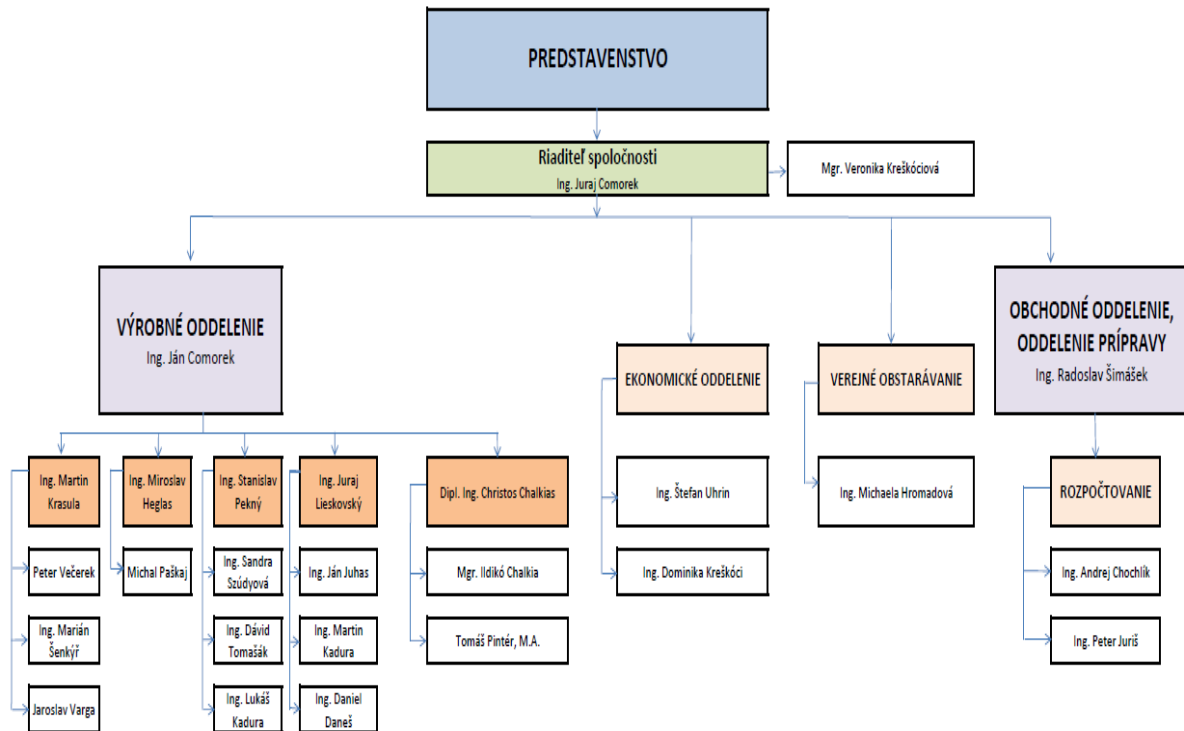 PREDSTAVENSTVO
Riaditeľ spoločnosti
Ing. Juraj Comorek
Mgr. Veronika Kreškóciová
VÝROBNÉ ODDELENIE
Ing. Ján Comorek
EKONOMICKÉ ODDELENIE
VEREJNÉ OBSTARÁVANIE
OBCHODNÉ ODDELENIE,
ODDELENIE PRÍPRAVY
Ing. Radoslav Šimášek
Ing. Martin
Krasula
Ing. Miroslav
Heglas
Ing. Stanislav
Pekný
Ing. Juraj
Lieskovský
Dipl. Ing. Christos Chalkias
Ing. Štefan Uhrin
Ing. Michaela Hromadová
ROZPOČTOVANIE
Peter Večerek
Michal Paškaj
Ing. Sandra
Szúdyová
Ing. Ján Juhas
Mgr. Ildikó Chalkia
Ing. Dominika Kreškóci
Ing. Andrej Chochlík
Ing. Marián
Šenkýř
Ing. Dávid
Tomašák
Ing. Martin
Kadura
Tomáš Pintér, M.A.
Ing. Peter Juriš
Jaroslav Varga
Ing. Lukáš
Kadura
Ing. Daniel
Daneš